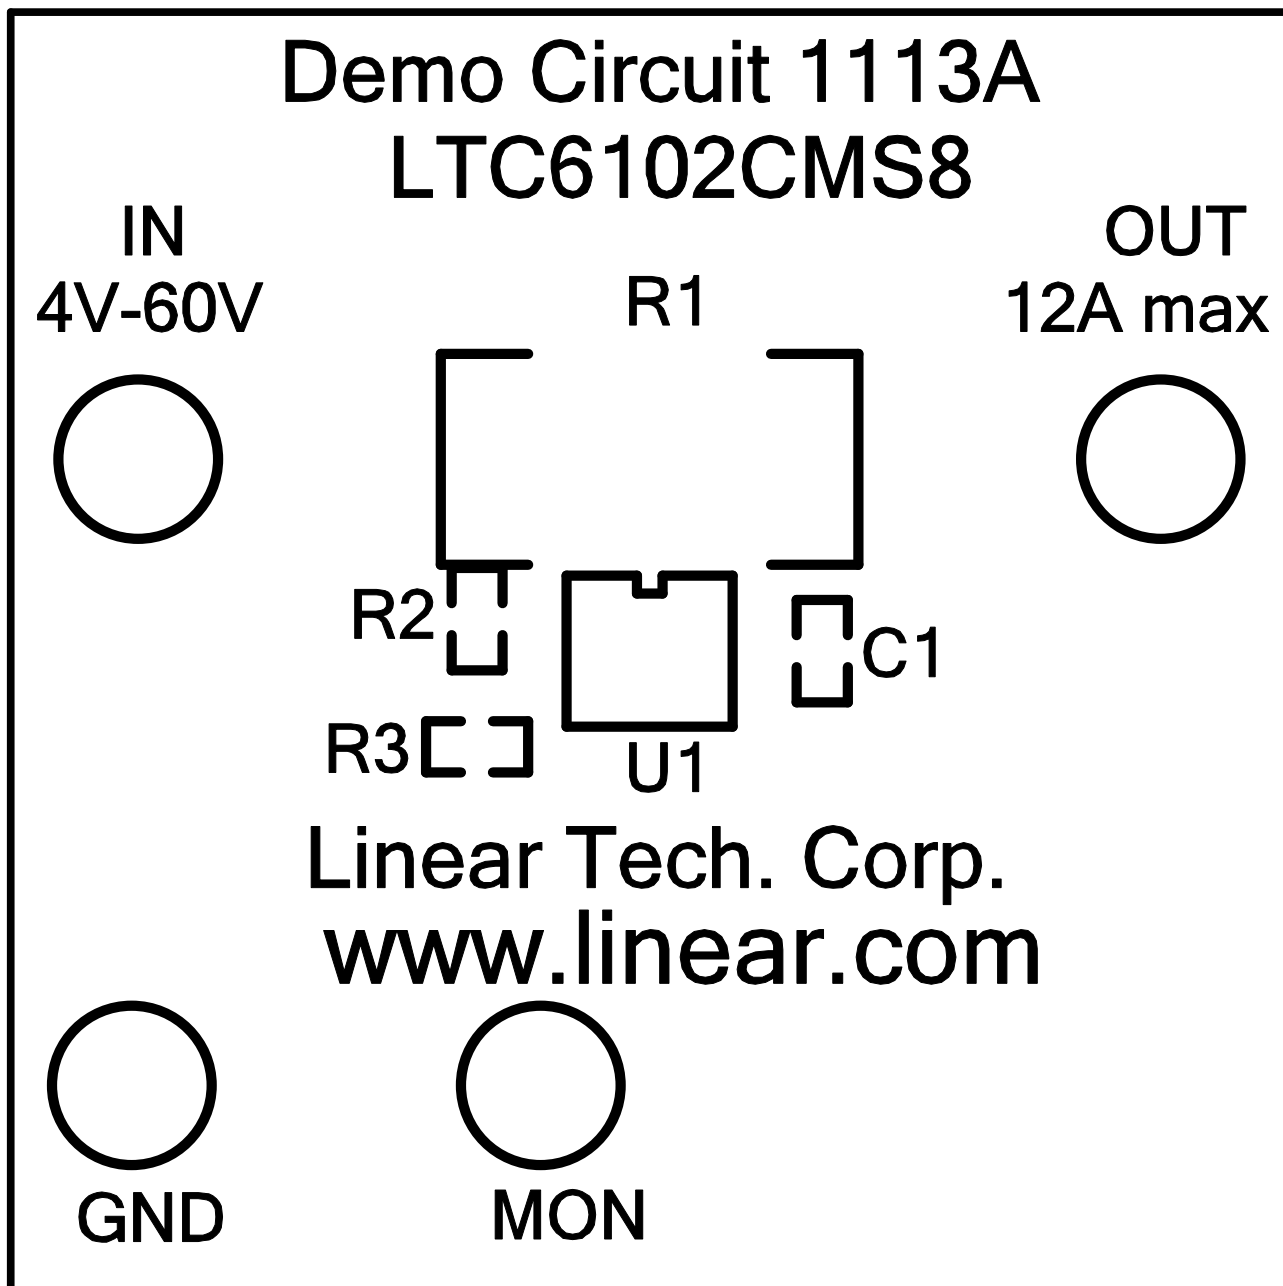 Demo Circuit 1113A
LTC6102CMS8
IN
4V-60V
OUT
12A max
R1
R2
C1
R3
U1
Linear Tech. Corp.
www.linear.com
GND
MON